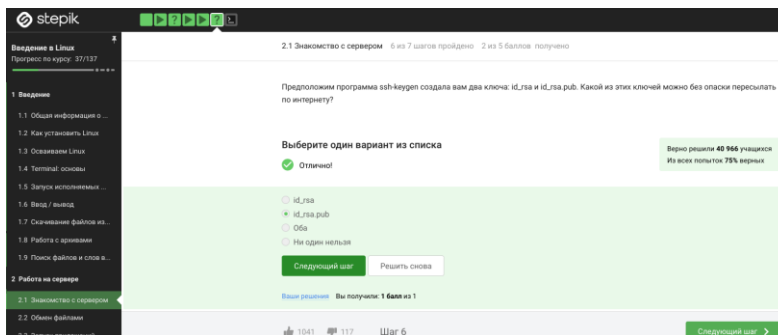 stepik
Введение в Linux
Прогресс по курсу: 37/137
1 Введение
1.1 Общая информация о ...
1.2 Как установить Linux
1.3 Осваиваем Linux
1.4 Terminal: основы
1.5 Запуск исполняемых ...
1.6 Ввод / вывод
1.7 Скачивание файлов из...
1.8 Работа с архивами
1.9 Поиск файлов и слов в...
2 Работа на сервере
2.1 Знакомство с сервером
2.2 Обмен файлами
2.1 Знакомство с сервером 6 из 7 шагов пройдено 2 из 5 баллов получено
Предположим программа ssh-keygen создала вам два ключа: id_rsa и id_rsa.pub. Какой из этих ключей можно без опаски пересылать
по интернету?
Выберите один вариант из списка
Отлично!
Верно решили 40 966 учащихся
Из всех попыток 75% верных
id_rsa
id_rsa.pub
Оба
Ни один нельзя
Следующий шаг Решить снова
Ваши решения Вы получили: 1 балл из 1
1041 117 Шаг 6 Следующий шаг